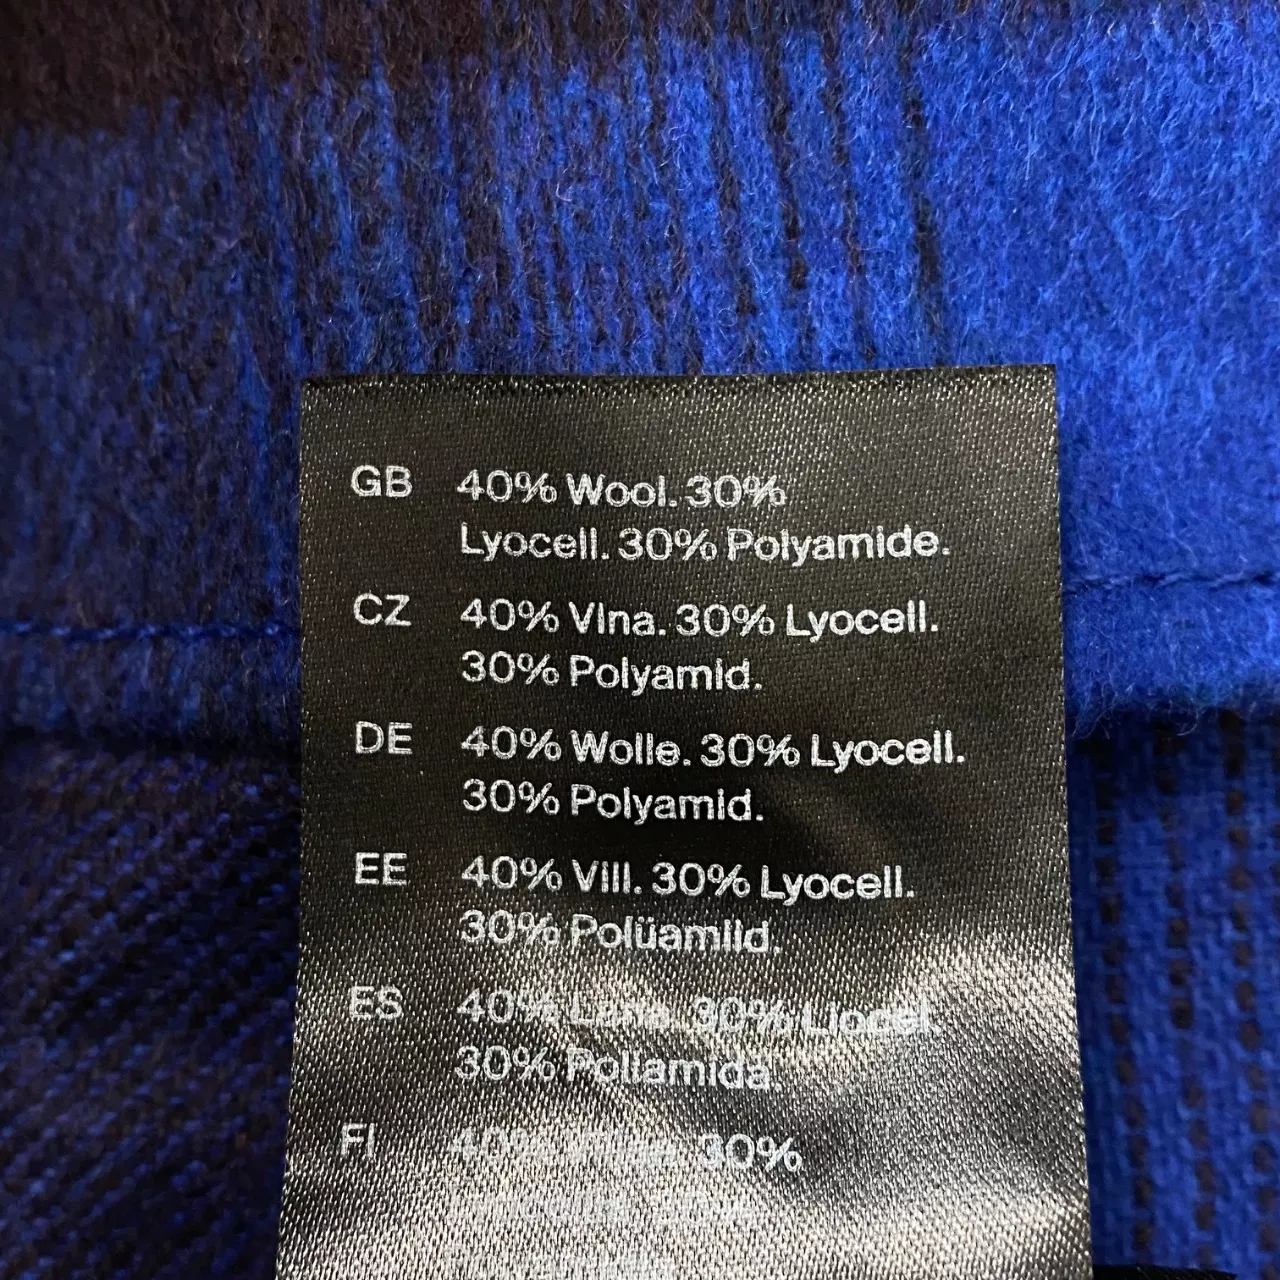 GB 40% Wool. 30%
Lyocell. 30% Polyamide.
CZ 40% Vlna. 30% Lyocell.
30% Polyamid.
DE 40% Wolle. 30% Lyocell.
30% Polyamid.
EE 40% Vill. 30% Lyocell.
30% Polüamiid.
ES 40% Lana. 30% Liocel.
30% Poliamida
FI 40% 30%